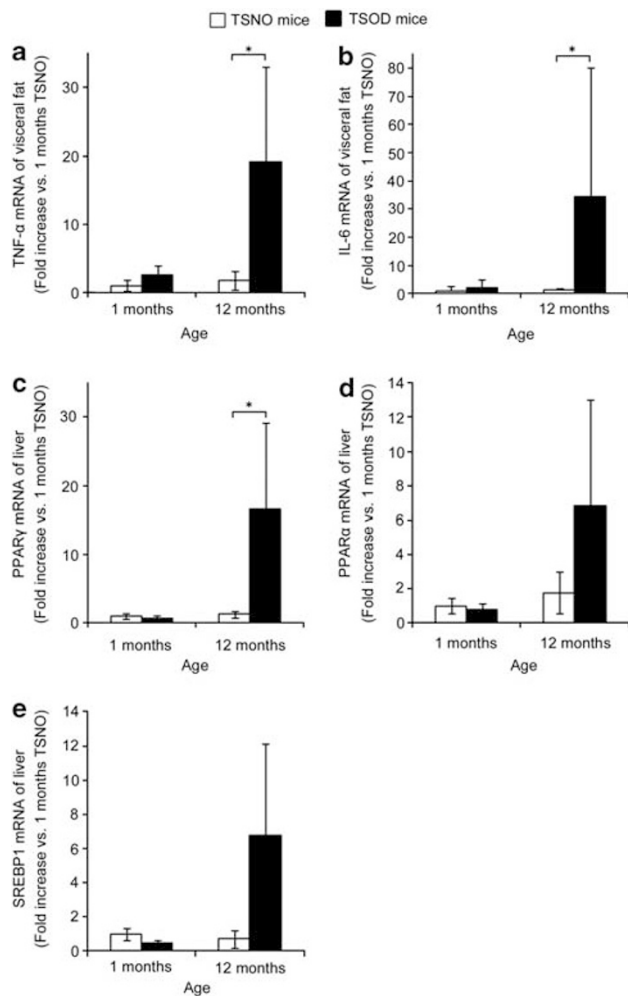 TSNO mice TSOD mice
a
TNF-α mRNA of visceral fat
(Fold increase vs. 1 months TSNO)
30
20
10
0
*
1 months 12 months
Age
b
IL-6 mRNA of visceral fat
(Fold increase vs. 1 months TSNO)
80
70
60
50
40
30
20
10
0
*
1 months 12 months
Age
c
PPARγ mRNA of liver
(Fold increase vs. 1 months TSNO)
30
20
10
0
*
1 months 12 months
Age
d
PPARα mRNA of liver
(Fold increase vs. 1 months TSNO)
14
12
10
8
6
4
2
0
1 months 12 months
Age
e
SREBP1 mRNA of liver
(Fold increase vs. 1 months TSNO)
14
12
10
8
6
4
2
0
1 months 12 months
Age